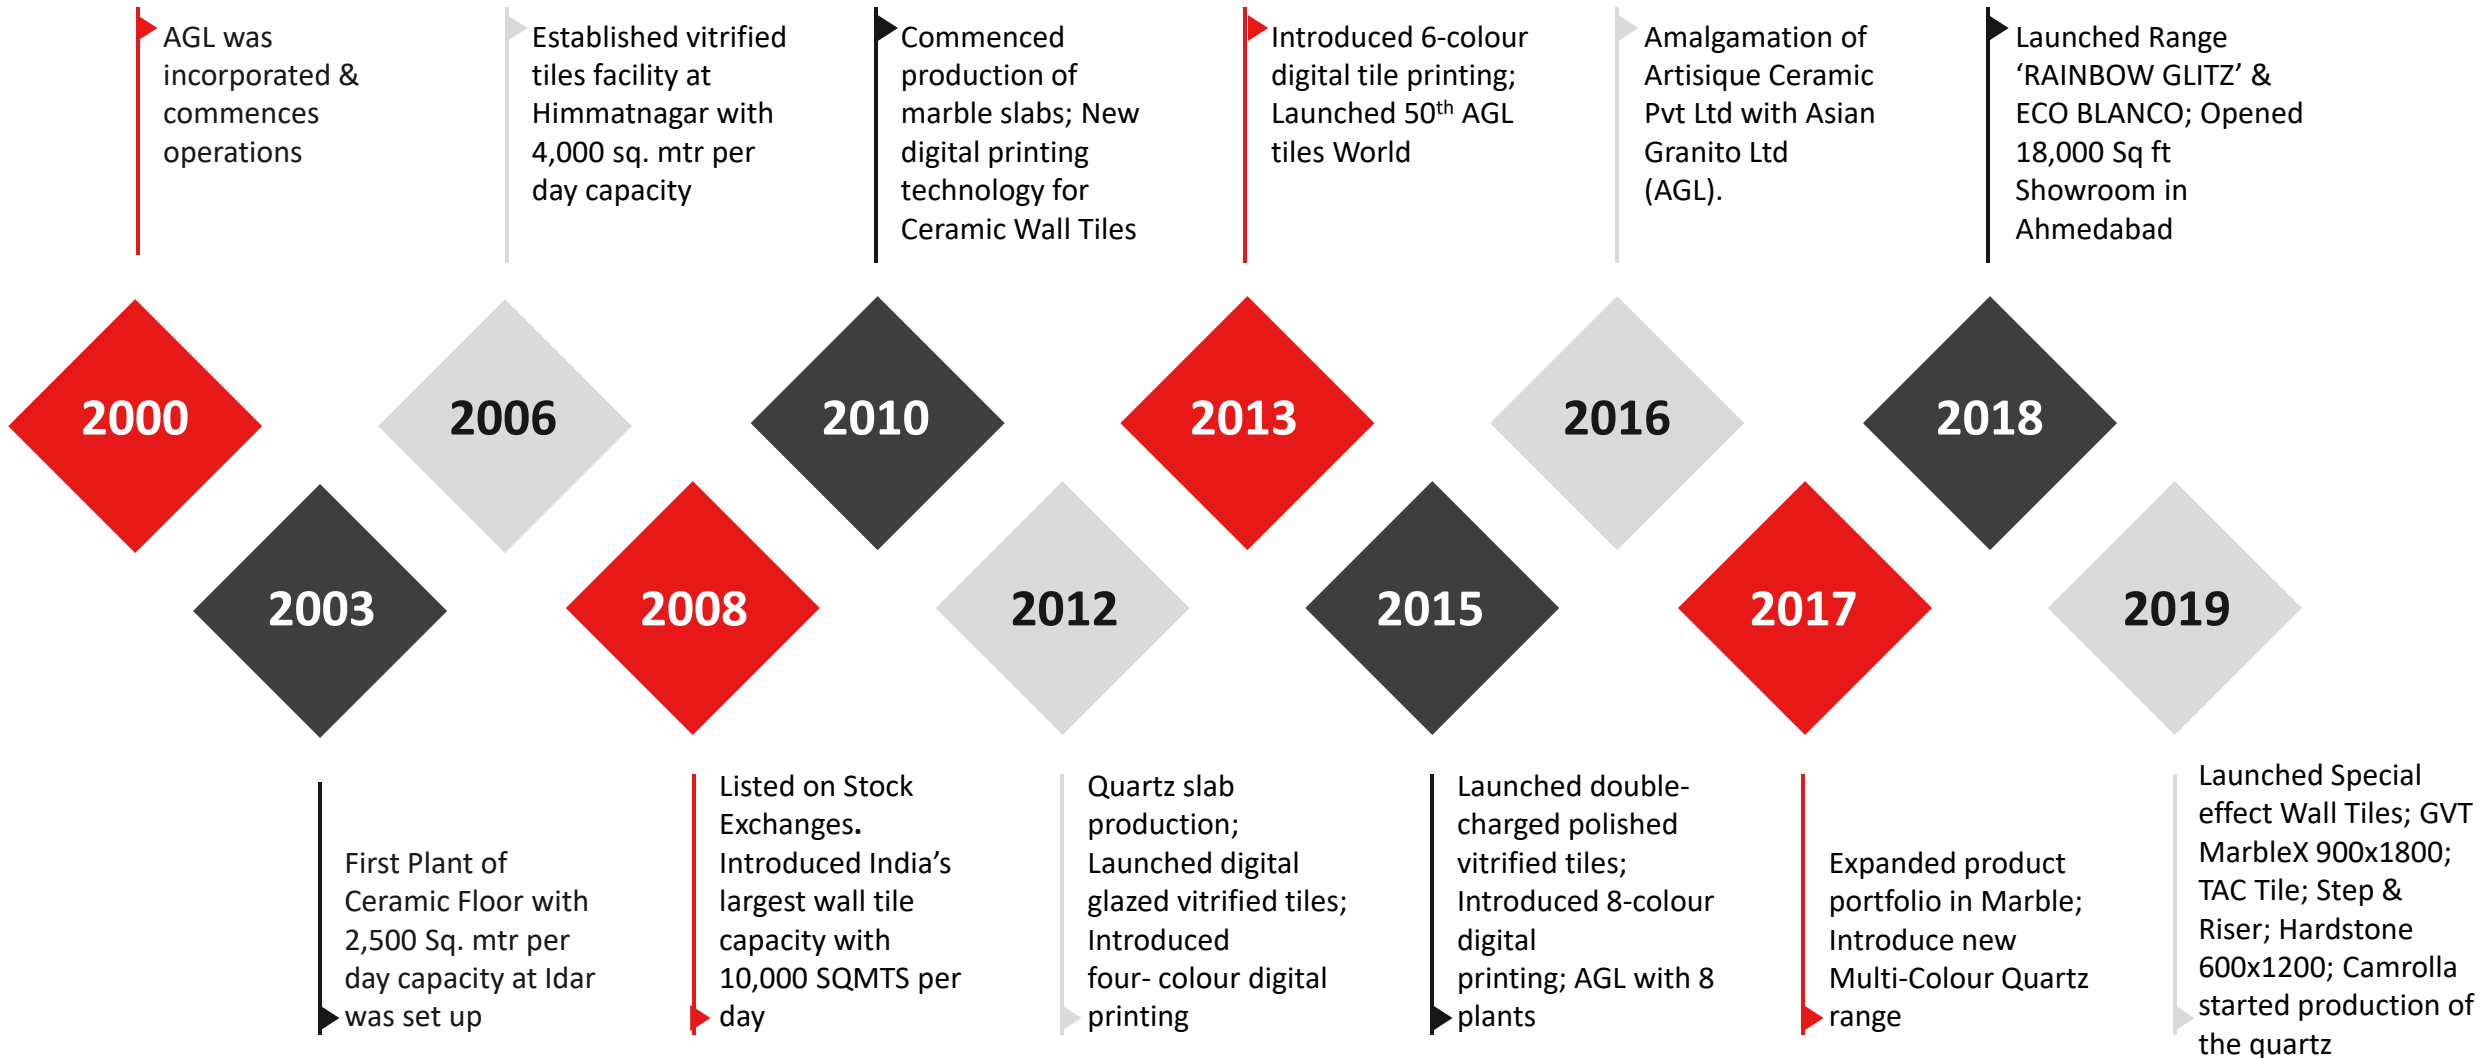 AGL was
incorporated &
commences
operations
Established vitrified
tiles facility at
Himmatnagar with
4,000 sq. mtr per
day capacity
Commenced
production of
marble slabs; New
digital printing
technology for
Ceramic Wall Tiles
Introduced 6-colour
digital tile printing;
Launched 50th AGL
tiles World
Amalgamation of
Artisique Ceramic
Pvt Ltd with Asian
Granito Ltd
(AGL).
Launched Range
‘RAINBOW GLITZ’ &
ECO BLANCO; Opened
18,000 Sq ft
Showroom in
Ahmedabad
2000
2006
2010
2013
2016
2018
2003
2008
2012
2015
2017
2019
First Plant of
Ceramic Floor with
2,500 Sq. mtr per
day capacity at Idar
was set up
Listed on Stock
Exchanges.
Introduced India’s
largest wall tile
capacity with
10,000 SQMTS per
day
Quartz slab
production;
Launched digital
glazed vitrified tiles;
Introduced
four- colour digital
printing
Launched double-
charged polished
vitrified tiles;
Introduced 8-colour
digital
printing; AGL with 8
plants
Expanded product
portfolio in Marble;
Introduce new
Multi-Colour Quartz
range
Launched Special
effect Wall Tiles; GVT
MarbleX 900x1800;
TAC Tile; Step &
Riser; Hardstone
600x1200; Camrolla
started production of
the quartz